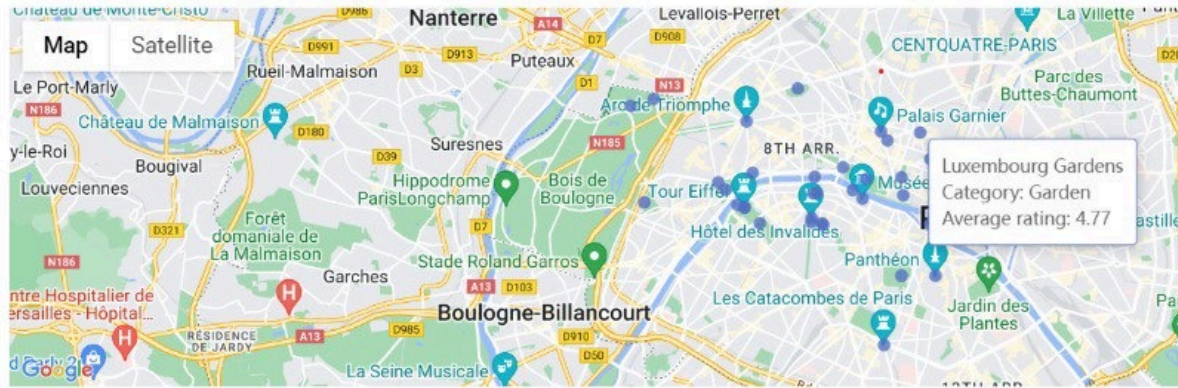 Château de Monte-Cristo
D986
Nanterre
A14
Levallois-Perret
La Villette
Map
Satellite
D991
D913
D7
D908
CENTQUATRE-PARIS
Puteaux
Rueil-Malmaison
D3
D1
N13
Parc des
Buttes-Chaumont
Le Port-Marly
N186
Arc de Triomphe
Palais Garnier
Château de Malmaison
D180
N185
Suresnes
8TH ARR.
y-le-Roi
Bougival
D39
Luxembourg Gardens
Category: Garden
Average rating: 4.77
Louveciennes
Hippodrome
ParisLongchamp
Bois de
Boulogne
Tour Eiffel
Musée
Forêt
domaniale de
La Malmaison
D321
D7
Hôtel des Invalides
N186
Stade Roland Garros
Panthéon
Garches
A13
D103
Jardin des
Plantes
Les Catacombes de Paris
H
Boulogne-Billancourt
RÉSIDENCE
DE JARDY
A13
D985
D910
H
D50
La Seine Musicale
Google